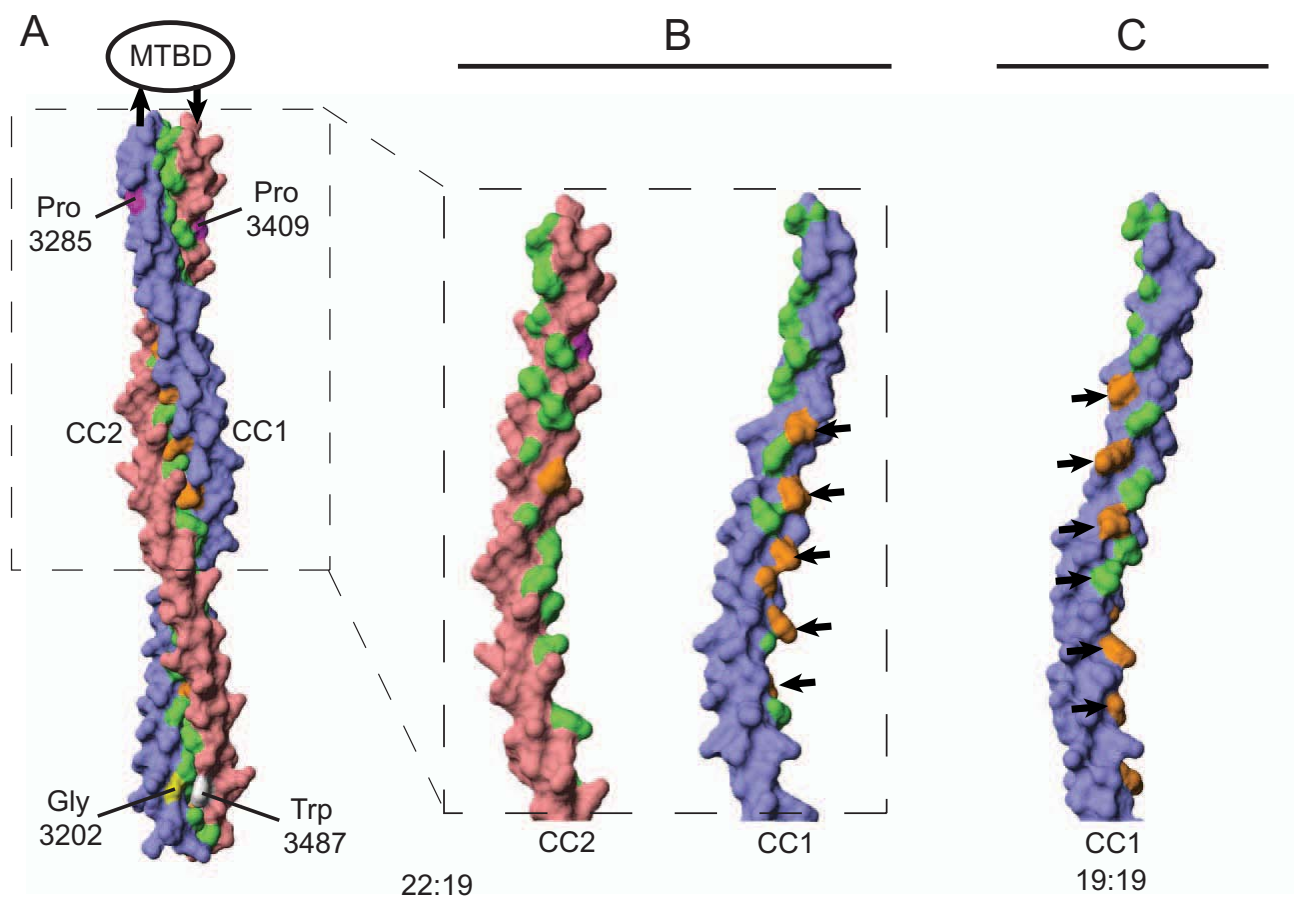 A
B
C
MTBD
Pro
3285
Pro
3409
CC2
CC1
Gly
3202
Trp
3487
CC2
CC1
CC1
22:19
19:19